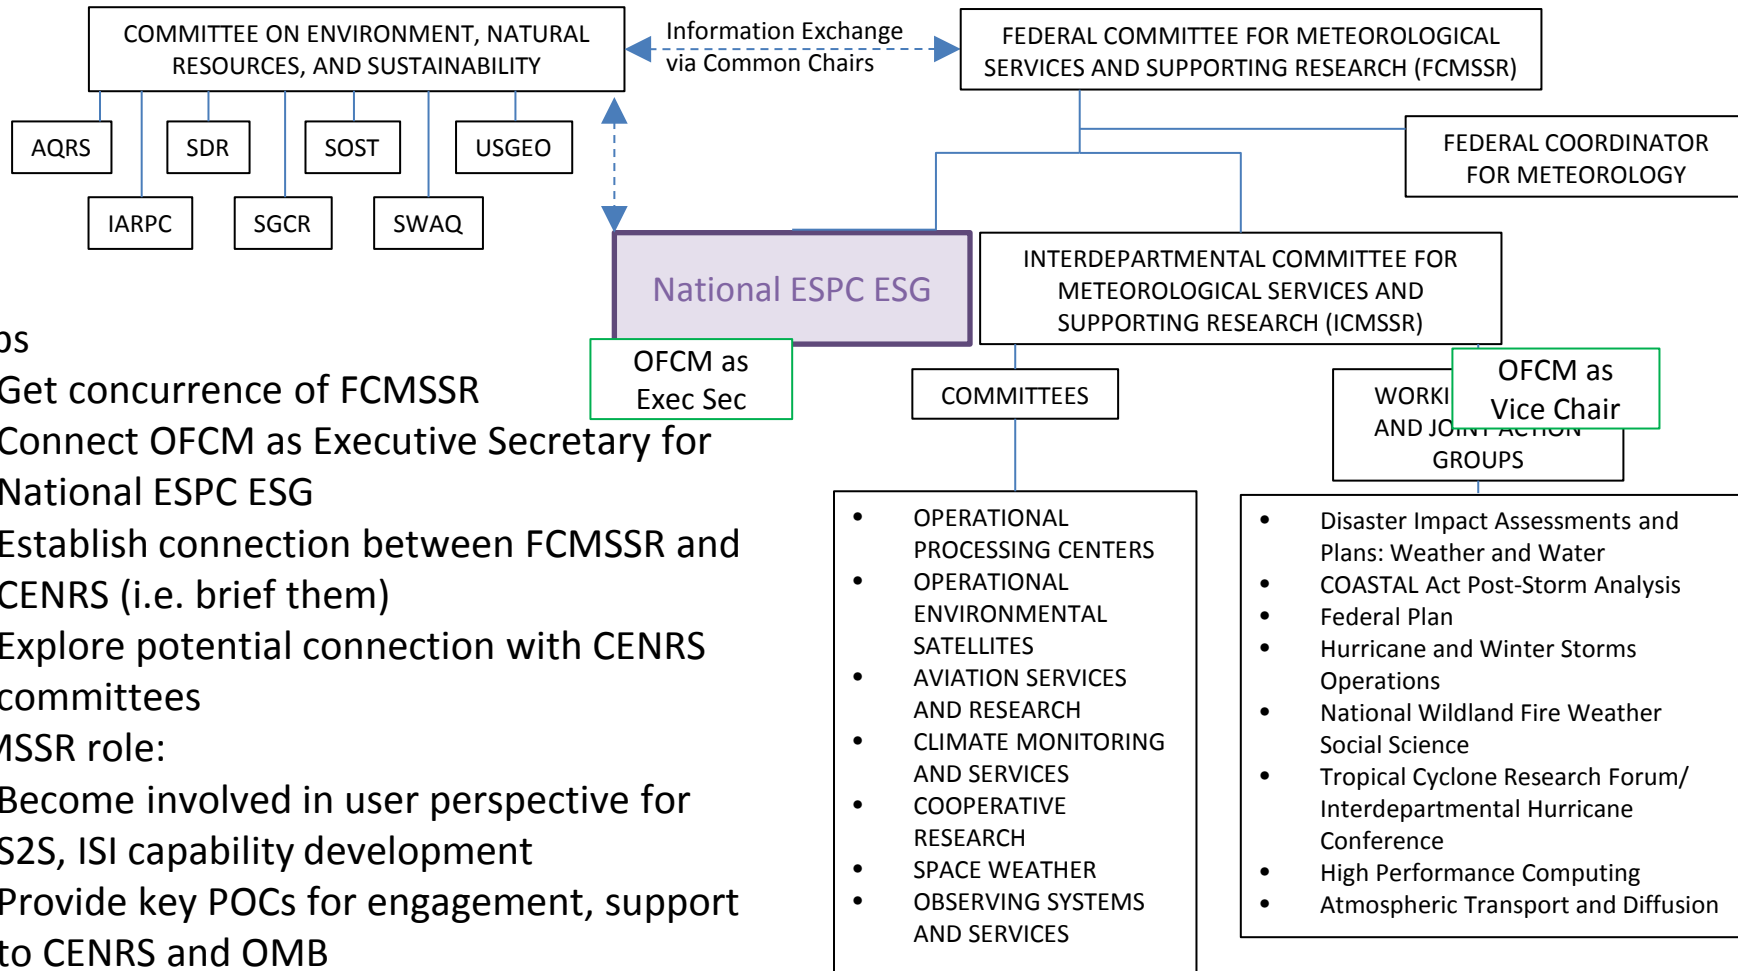 COMMITTEE ON ENVIRONMENT, NATURAL
RESOURCES, AND SUSTAINABILITY
Information Exchange
via Common Chairs
FEDERAL COMMITTEE FOR METEOROLOGICAL
SERVICES AND SUPPORTING RESEARCH (FCMSSR)
AQRS
SDR
SOST
USGEO
IARPC
SGCR
SWAQ
FEDERAL COORDINATOR
FOR METEOROLOGY
National ESPC ESG
INTERDEPARTMENTAL COMMITTEE FOR
METEOROLOGICAL SERVICES AND
SUPPORTING RESEARCH (ICMSSR)
OFCM as
Exec Sec
COMMITTEES
OFCM as
Vice Chair
AND JOINT ACTION
GROUPS
Get concurrence of FCMSSR
Connect OFCM as Executive Secretary for
National ESPC ESG
Establish connection between FCMSSR and
CENRS (i.e. brief them)
Explore potential connection with CENRS
committees
role:
Become involved in user perspective for
S2S, ISI capability development
Provide key POCs for engagement, support
to CENRS and OMB
• OPERATIONAL
PROCESSING CENTERS
• OPERATIONAL
ENVIRONMENTAL
SATELLITES
• AVIATION SERVICES
AND RESEARCH
• CLIMATE MONITORING
AND SERVICES
• COOPERATIVE
RESEARCH
• SPACE WEATHER
• OBSERVING SYSTEMS
AND SERVICES
• Disaster Impact Assessments and
Plans: Weather and Water
• COASTAL Act Post-Storm Analysis
• Federal Plan
• Hurricane and Winter Storms
Operations
• National Wildland Fire Weather
Social Science
• Tropical Cyclone Research Forum/
Interdepartmental Hurricane
Conference
• High Performance Computing
• Atmospheric Transport and Diffusion